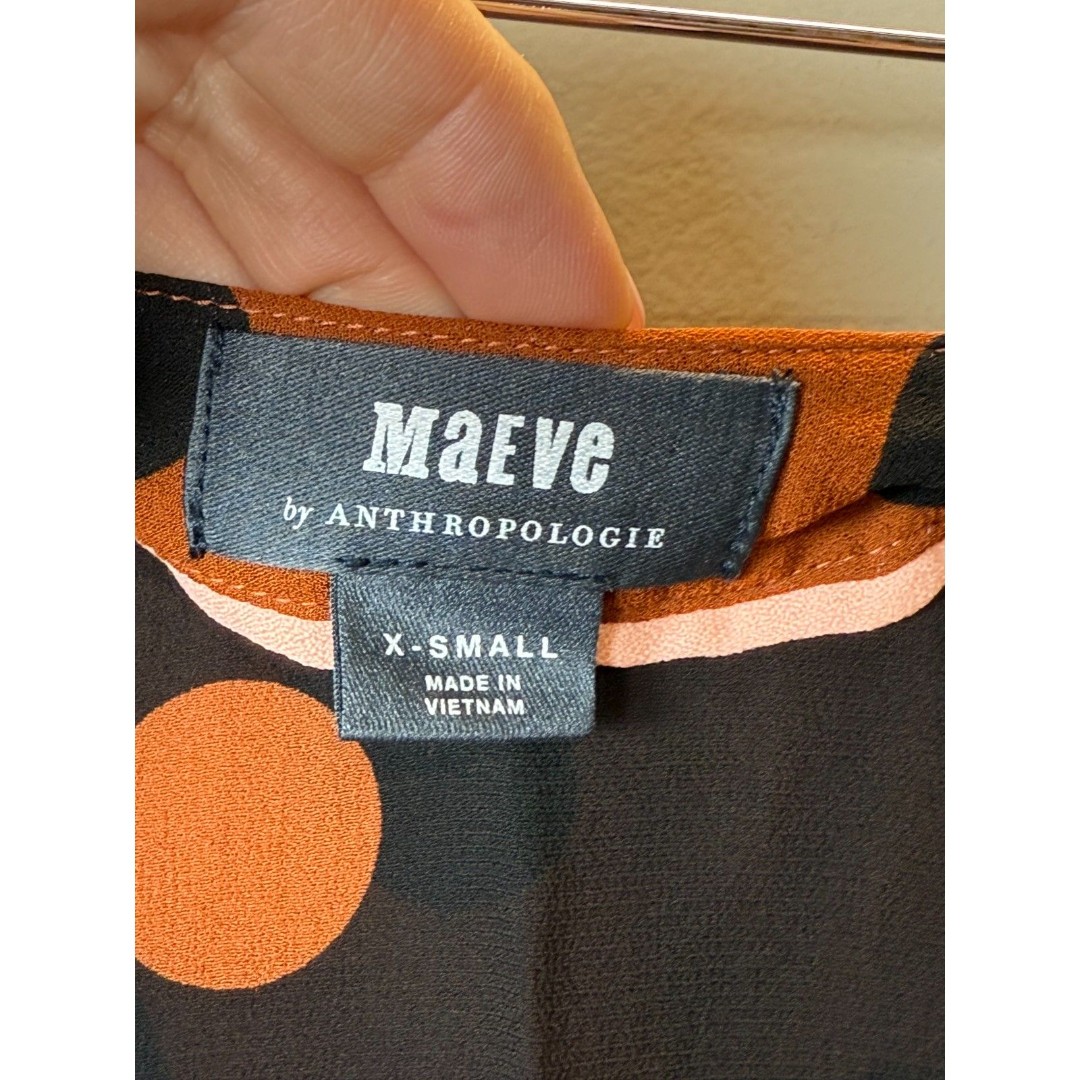 MaEVe
by ANTHROPOLOGIE
X-SMALL
MADE IN
VIETNAM